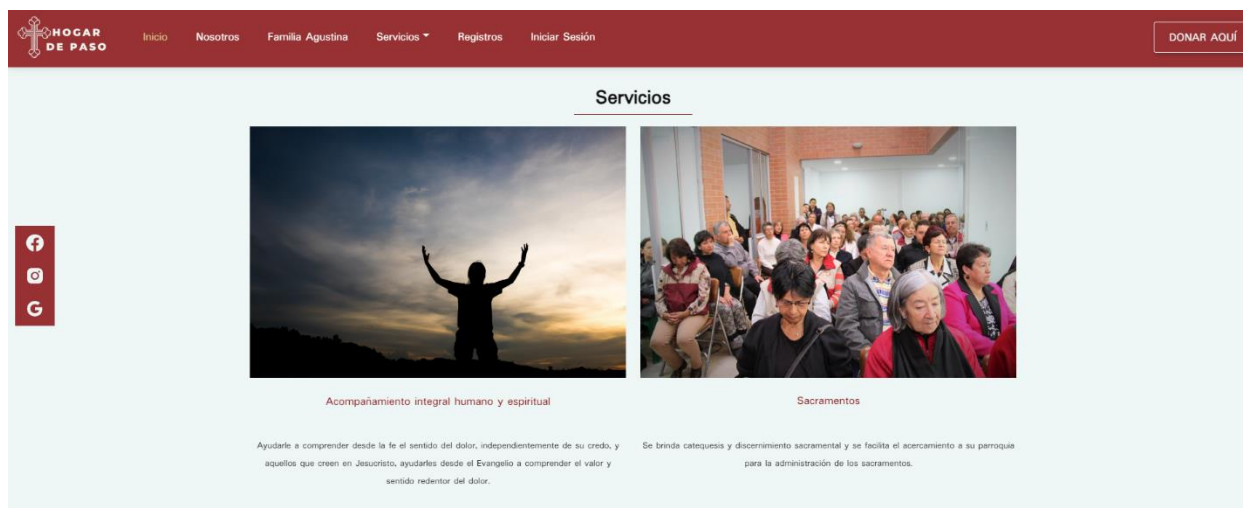 HOGAR
DE PASO
Inicio
Nosotros
Familia Agustina
Servicios
Registros
Iniciar Sesión
DONAR AQUÍ
Servicios
Acompañamiento integral humano y espiritual
Ayudarle a comprender desde la fe el sentido del dolor, independientemente de su credo, y
aquellos que creen en Jesucristo, ayudarles desde el Evangelio a comprender el valor y
sentido redentor del dolor.
Sacramentos
Se brinda catequesis y discernimiento sacramental y se facilita el acercamiento a su parroquia
para la administración de los sacramentos.